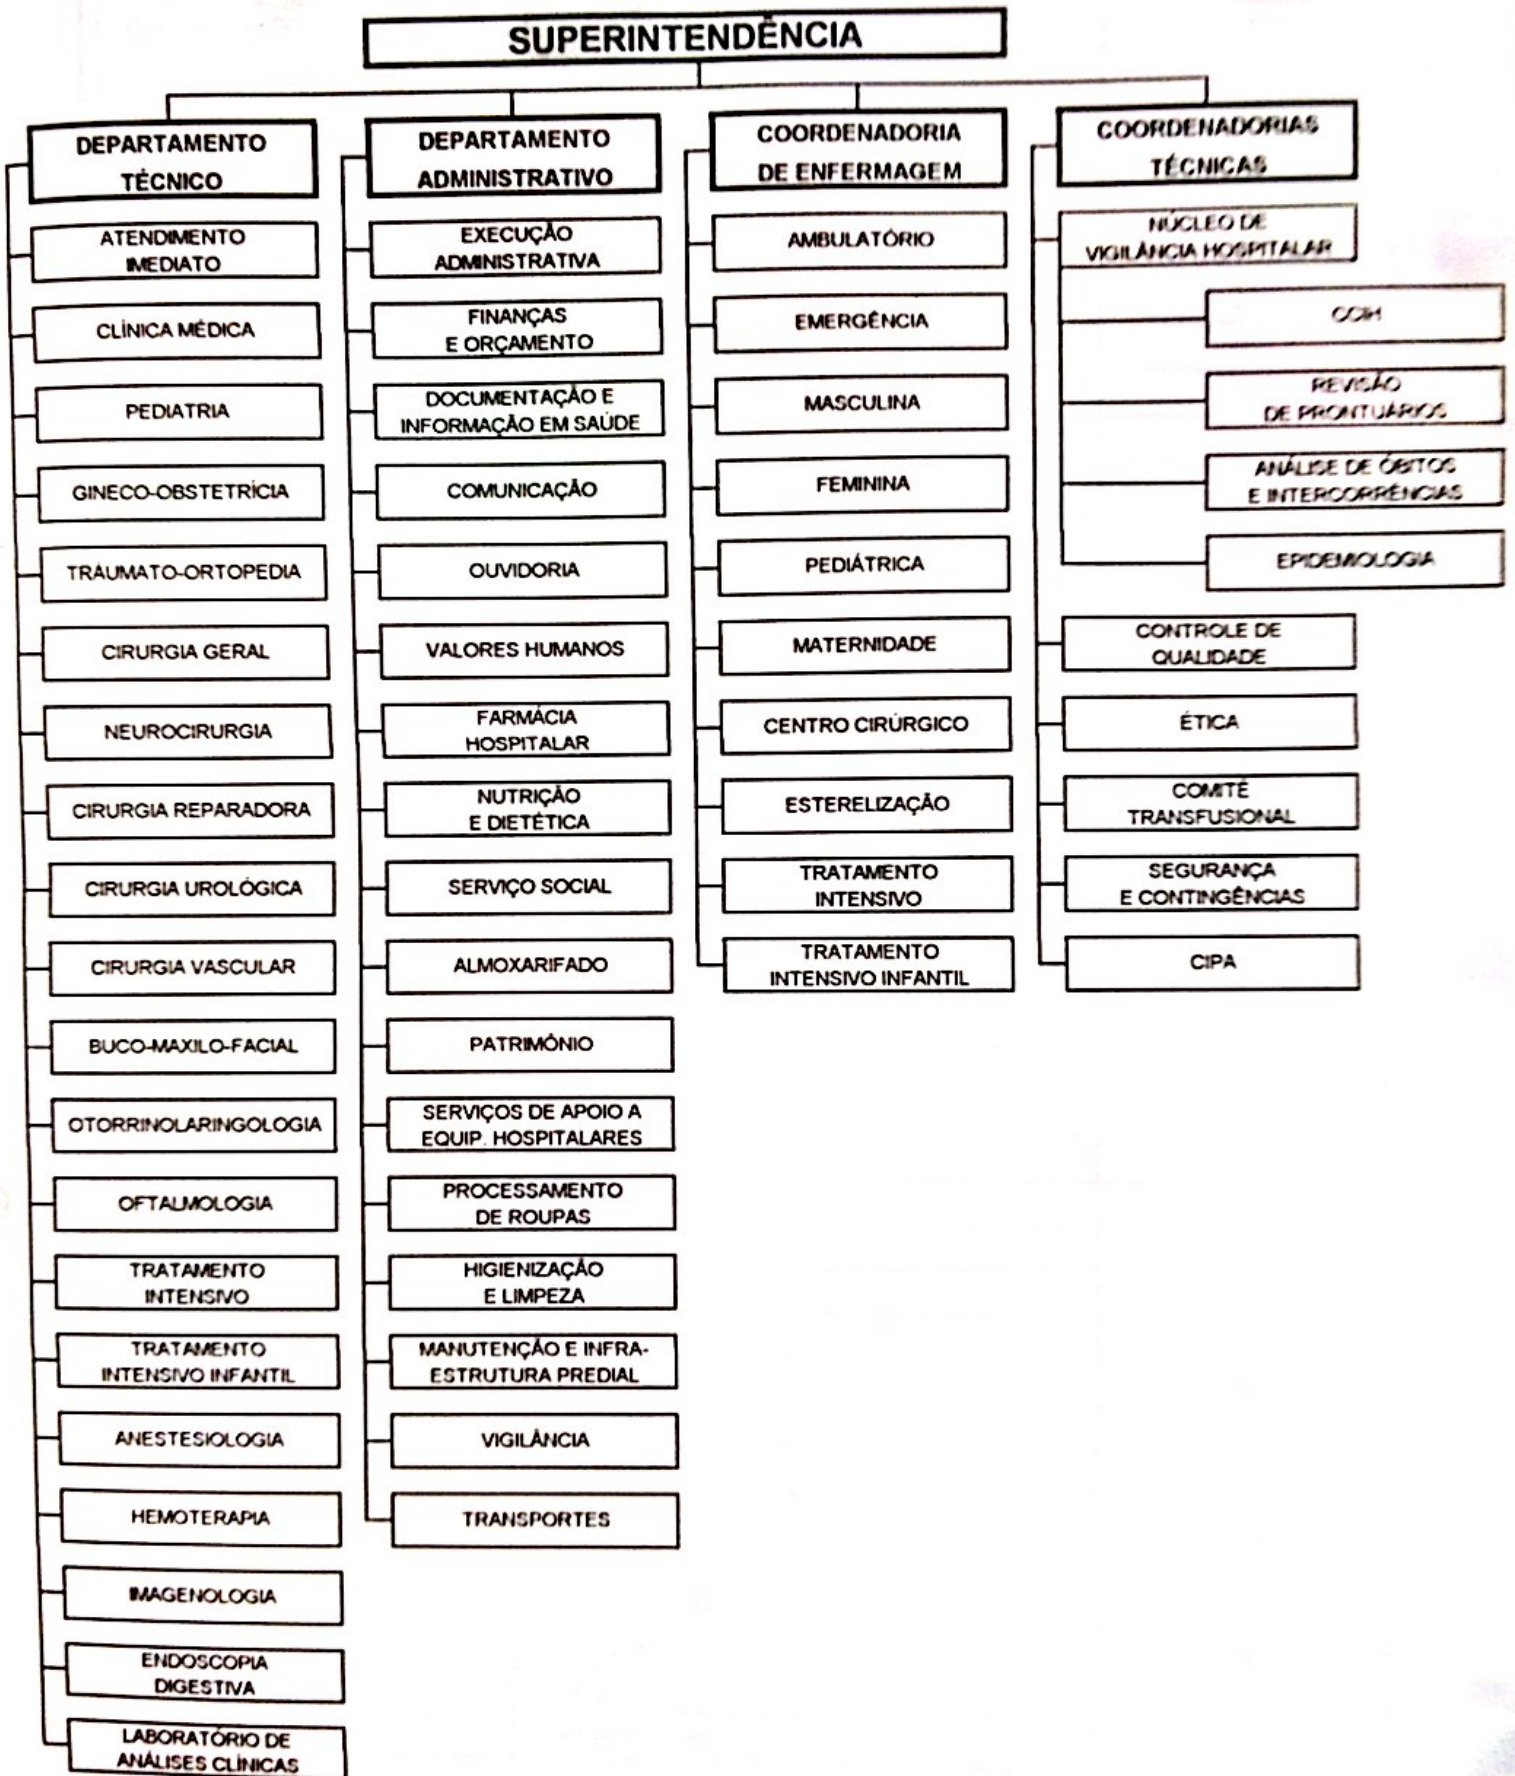 SUPERINTENDÊNCIA
DEPARTAMENTO
TÉCNICO
ATENDIMENTO
IMEDIATO
CLÍNICA MÉDICA
PEDIATRIA
GINECO-OBSTETRÍCIA
TRAUMATO-ORTOPEDIA
CIRURGIA GERAL
NEUROCIRURGIA
CIRURGIA REPARADORA
CIRURGIA UROLÓGICA
CIRURGIA VASCULAR
BUCO-MAXILO-FACIAL
OTORRINOLARINGOLOGIA
OFTALMOLOGIA
TRATAMENTO
INTENSIVO
TRATAMENTO
INTENSIVO INFANTIL
ANESTESIOLOGIA
HEMOTERAPIA
IMAGENOLOGIA
ENDOSCOPIA
DIGESTIVA
LABORATÓRIO DE
ANÁLISES CLÍNICAS
DEPARTAMENTO
ADMINISTRATIVO
EXECUÇÃO
ADMINISTRATIVA
FINANÇAS
E ORÇAMENTO
DOCUMENTAÇÃO E
INFORMAÇÃO EM SAÚDE
COMUNICAÇÃO
OUVIDORIA
VALORES HUMANOS
FARMÁCIA
HOSPITALAR
NUTRIÇÃO
E DIETÉTICA
SERVIÇO SOCIAL
ALMOXARIFADO
PATRIMÔNIO
SERVIÇOS DE APOIO A
EQUIP. HOSPITALARES
PROCESSAMENTO
DE ROUPAS
HIGIENIZAÇÃO
E LIMPEZA
MANUTENÇÃO E INFRA-
ESTRUTURA PREDIAL
VIGILÂNCIA
TRANSPORTES
COORDENADORIA
DE ENFERMAGEM
AMBULATÓRIO
EMERGÊNCIA
MASCULINA
FEMININA
PEDIÁTRICA
MATERNIDADE
CENTRO CIRÚRGICO
ESTERELIZAÇÃO
TRATAMENTO
INTENSIVO
TRATAMENTO
INTENSIVO INFANTIL
COORDENADORIAS
TÉCNICAS
NÚCLEO DE
VIGILÂNCIA HOSPITALAR
CCIH
REVISÃO
DE PRONTUÁRIOS
ANÁLISE DE ÓBITOS
E INTERCORRÊNCIAS
EPIDEMIOLOGIA
CONTROLE DE
QUALIDADE
ÉTICA
COMITÊ
TRANSFUSIONAL
SEGURANÇA
E CONTINGÊNCIAS
CIPA